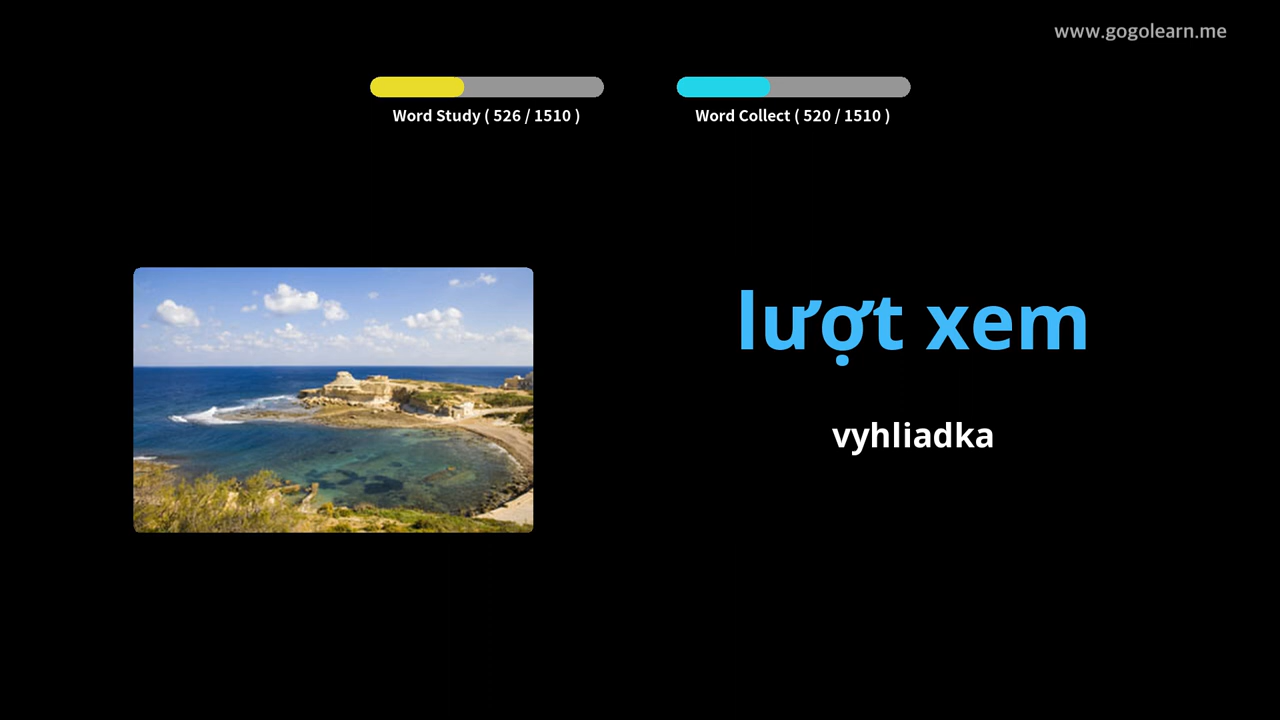 www.gogolearn.me
Word Study ( 526 / 1510 )
Word Collect ( 520 / 1510 )
lượt xem
vyhliadka